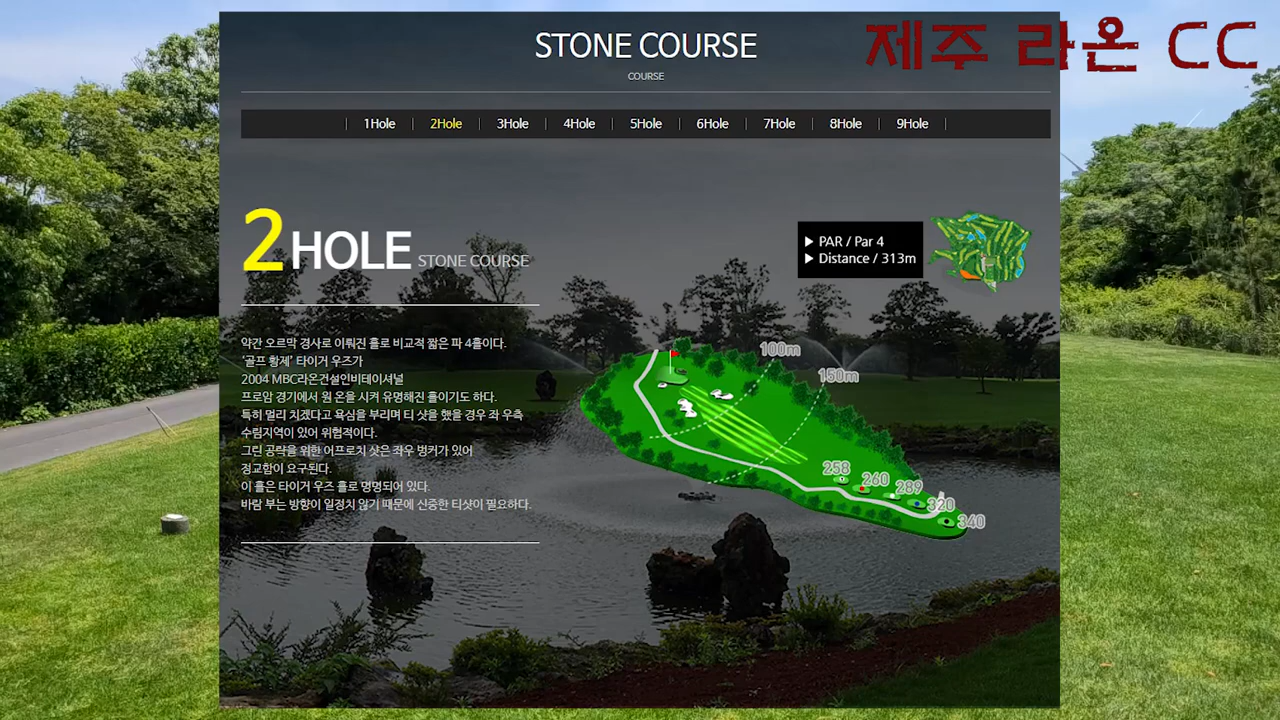 제주 라온 CC
STONE COURSE
COURSE
1Hole
2Hole
3Hole
4Hole
5Hole
6Hole
7Hole
8Hole
9Hole
2 HOLE STONE COURSE
▶ PAR / Par 4
▶ Distance / 313m
약간 오르막 경사로 이뤄진 홀로 비교적 짧은 파 4홀이다.
‘골프 황제’ 타이거 우즈가
2004 MBC라온건설인비테이셔널
프로암 경기에서 원 온을 시켜 유명해진 홀이기도 하다.
특히 멀리 치겠다고 욕심을 부리며 티 샷을 했을 경우 좌 우측
수림지역이 있어 위협적이다.
그린 공략을 위한 어프로치 샷은 좌우 벙커가 있어
정교함이 요구된다.
이 홀은 타이거 우즈 홀로 명명되어 있다.
바람 부는 방향이 일정치 않기 때문에 신중한 티샷이 필요하다.
100m
150m
258
260
289
320
340